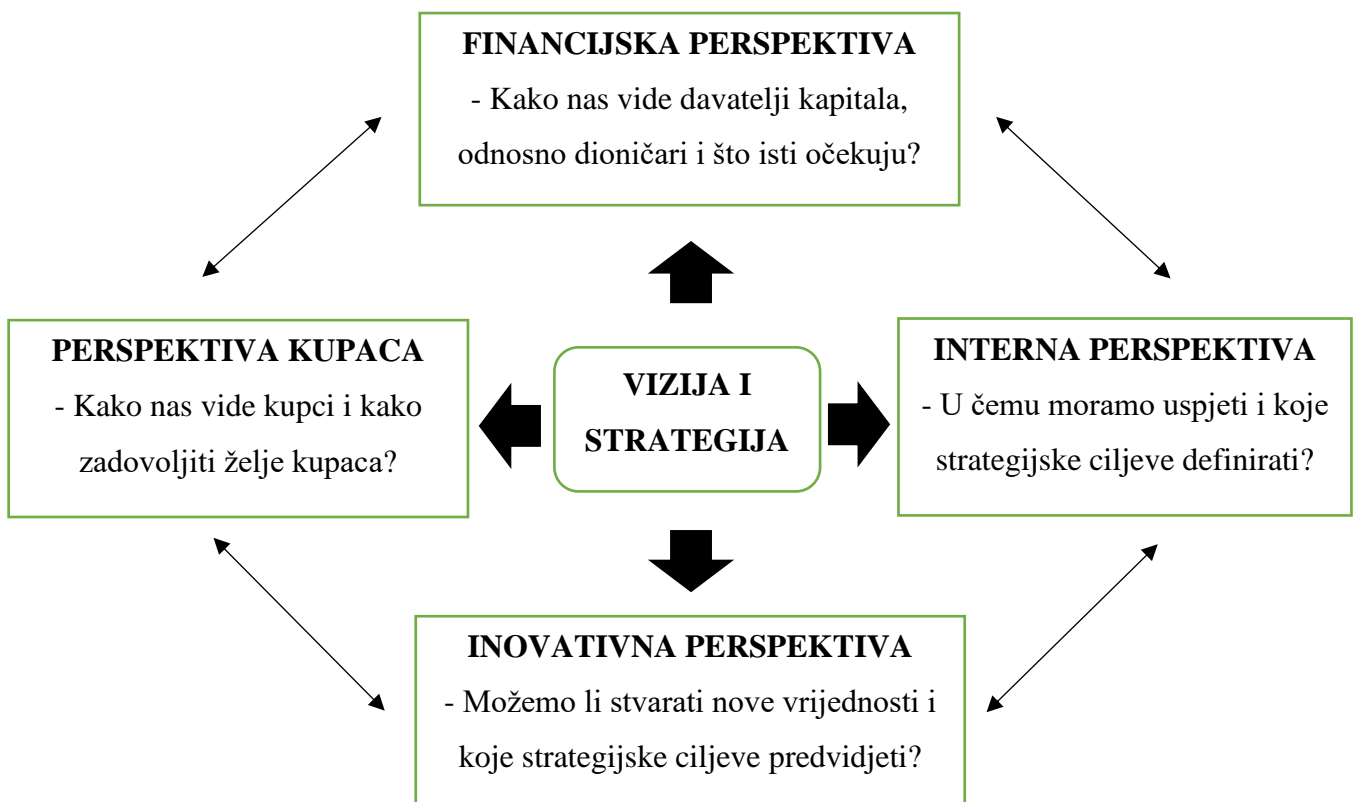 FINANCIJSKA PERSPEKTIVA
- Kako nas vide davatelji kapitala,
odnosno dioničari i što isti očekuju?
PERSPEKTIVA KUPACA
- Kako nas vide kupci i kako
zadovoljiti želje kupaca?
VIZIJA I
STRATEGIJA
INTERNA PERSPEKTIVA
- U čemu moramo uspjeti i koje
strategijske ciljeve definirati?
INOVATIVNA PERSPEKTIVA
- Možemo li stvarati nove vrijednosti i
koje strategijske ciljeve predvidjeti?